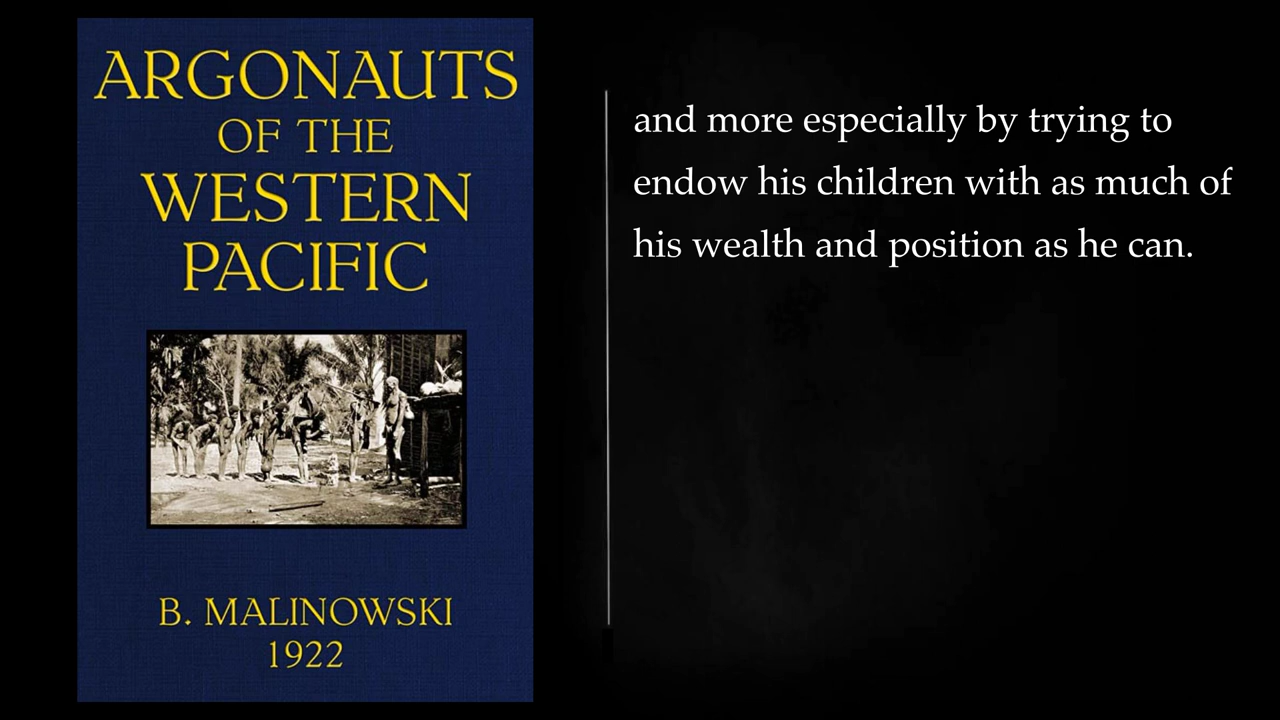 ARGONAUTS
OF THE
WESTERN
PACIFIC
B. MALINOWSKI
1922
and more especially by trying to
endow his children with as much of
his wealth and position as he can.